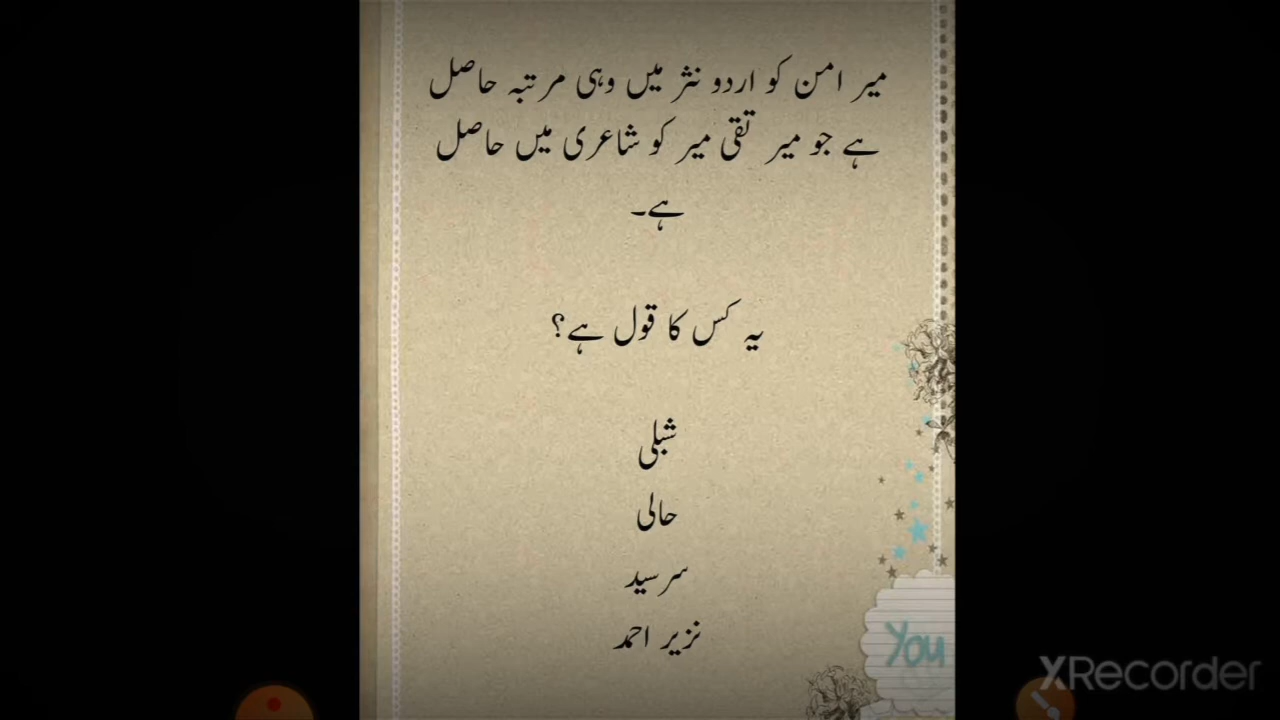 میر امن کو اردو نثر میں وہی مرتبہ حاصل
ہے جو میر تقی میر کو شاعری میں حاصل
ہے۔
یہ کس کا قول ہے؟
شبلی
حالی
سرسید
نزیر احمد
You
XRecorder